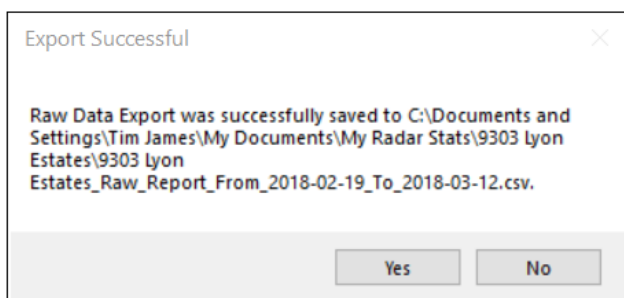 Export Successful
Raw Data Export was successfully saved to C:\Documents and
Settings\Tim James\My Documents\My Radar Stats\9303 Lyon
Estates\9303 Lyon
Estates_Raw_Report_From_2018-02-19_To_2018-03-12.csv.
Yes
No